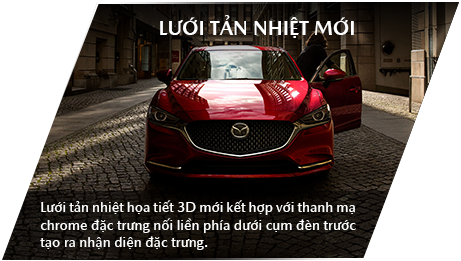 LƯỚI TẢN NHIỆT MỚI
Lưới tản nhiệt họa tiết 3D mới kết hợp với thanh mạ
chrome đặc trưng nối liền phía dưới cụm đèn trước
tạo ra nhận diện đặc trưng.